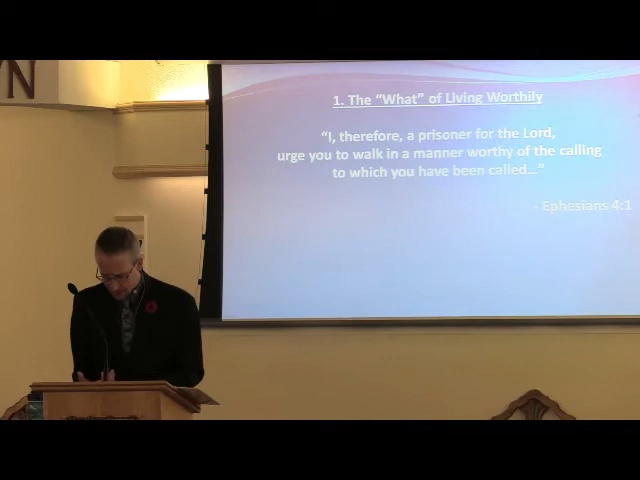 WN
1. The “What” of Living Worthily
“I, therefore, a prisoner for the Lord,
urge you to walk in a manner worthy of the calling
to which you have been called...”
- Ephesians 4:1